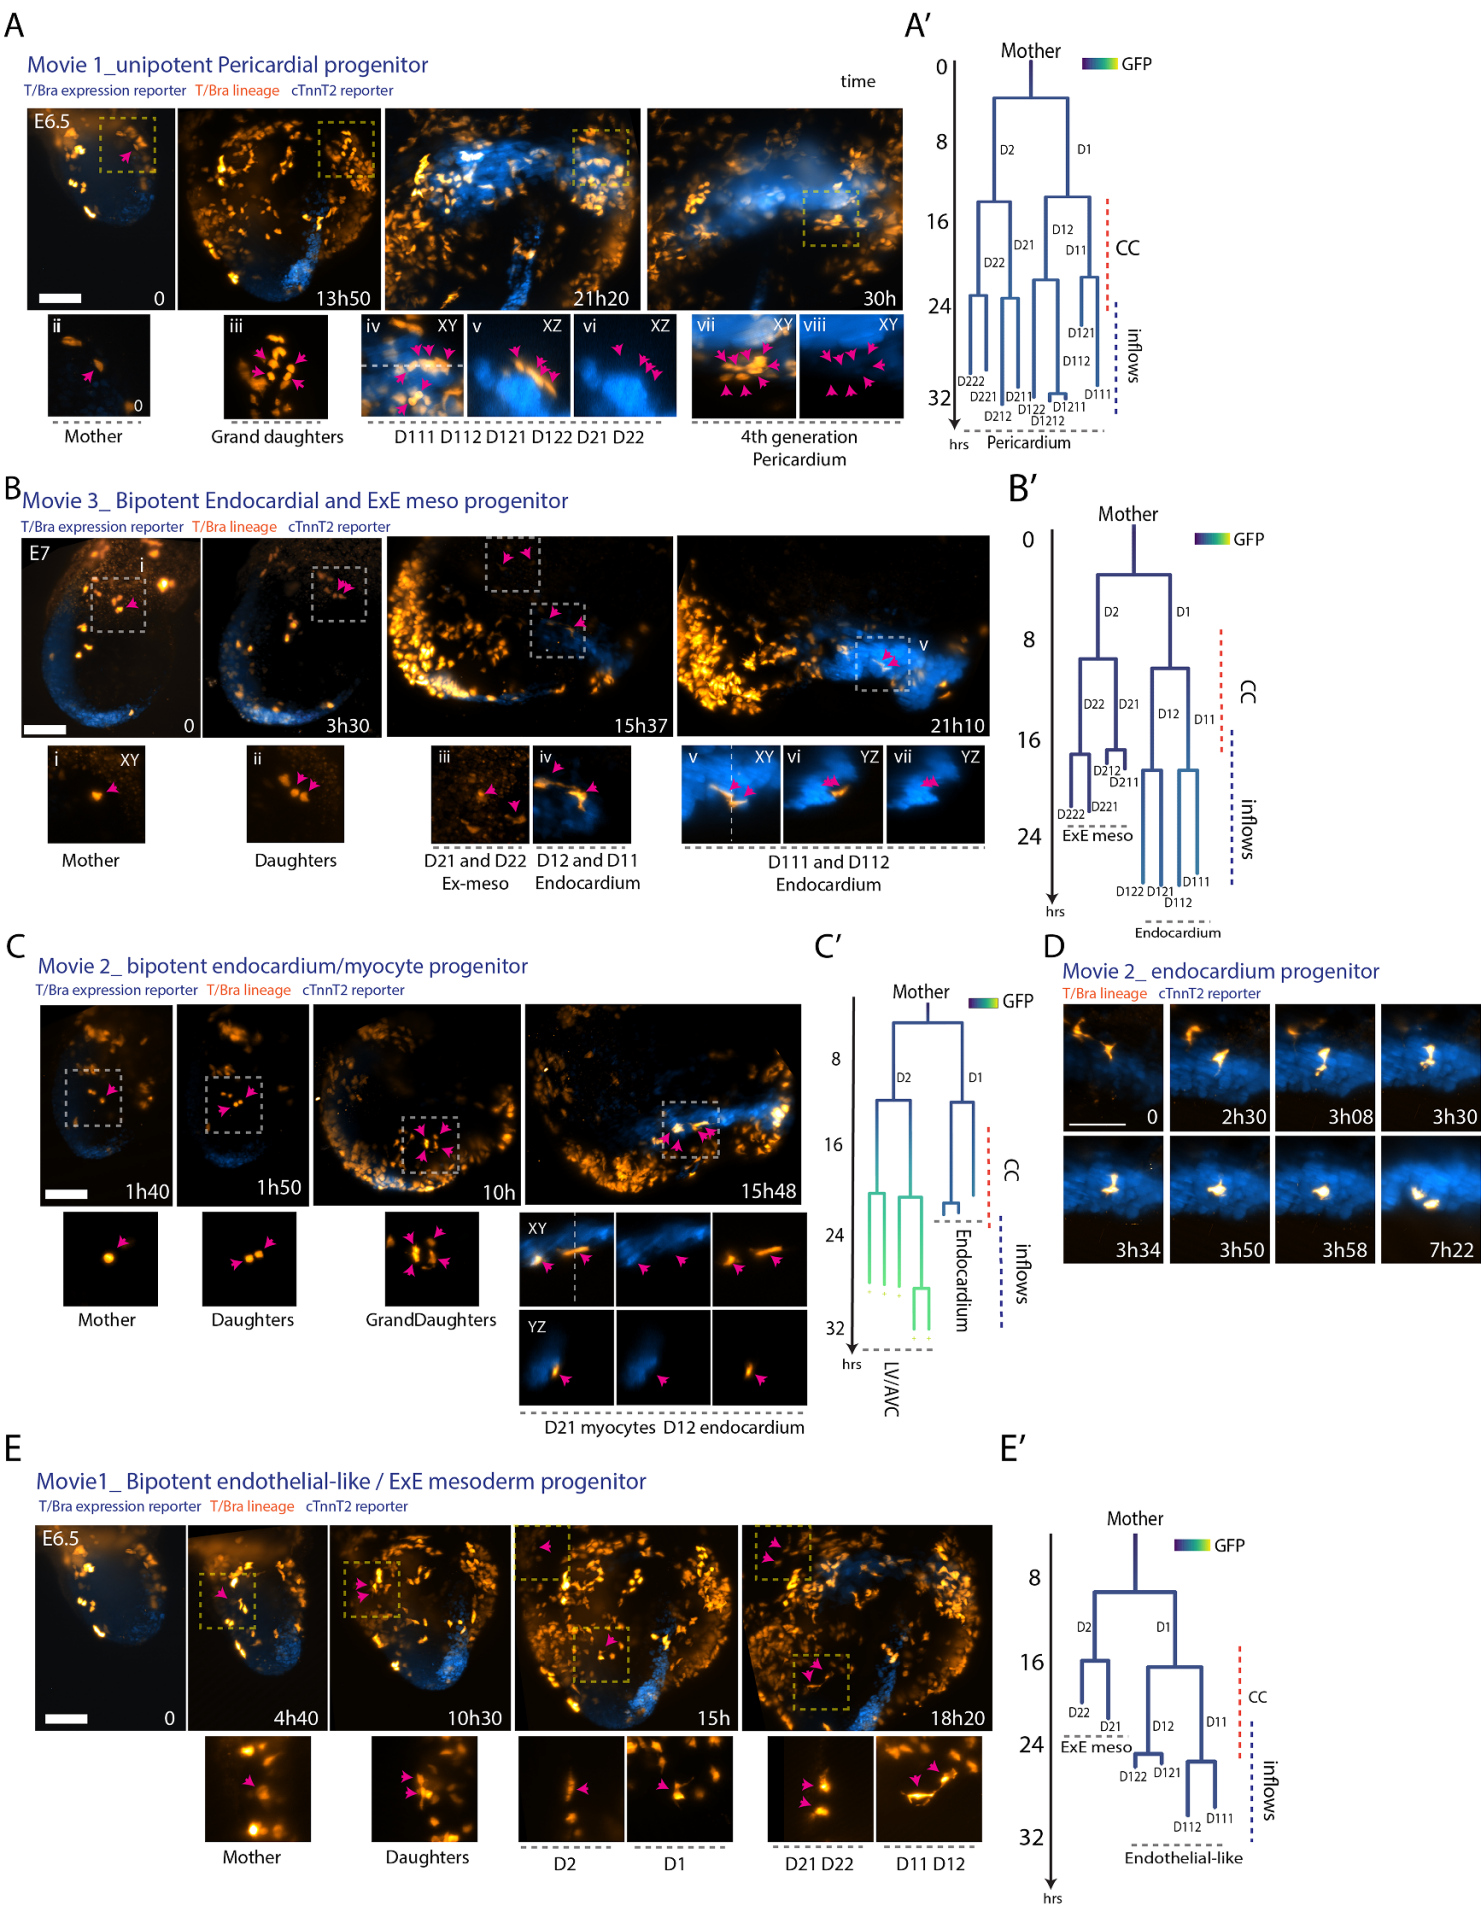 A
Movie 1_unipotent Pericardial progenitor
T/Bra expression reporter T/Bra lineage cTnnT2 reporter
time
E6.5
0
13h50
21h20
30h
ii
0
iii
iv
XY
v
XZ
vi
XZ
vii
XY
viii
XY
Mother
Grand daughters
D111 D112 D121 D122 D21 D22
4th generation
Pericardium
A’
Mother
GFP
0
8
16
24
32
hrs
D2
D1
D12
D21
D11
D22
CC
D121
D112
inflows
D222
D221
D211
D111
D212
D122
D1211
D1212
Pericardium
B
Movie 3_ Bipotent Endocardial and ExE meso progenitor
T/Bra expression reporter T/Bra lineage cTnnT2 reporter
E7
i
0
3h30
15h37
v
21h10
i
XY
ii
iii
iv
v
XY
vi
YZ
vii
YZ
Mother
Daughters
D21 and D22
Ex-meso
D12 and D11
Endocardium
D111 and D112
Endocardium
B’
Mother
GFP
0
8
16
24
hrs
D2
D1
D22
D21
D12
D11
CC
D212
D211
D222
D221
ExE meso
inflows
D122
D121
D111
D112
Endocardium
C
Movie 2_ bipotent endocardium/myocyte progenitor
T/Bra expression reporter T/Bra lineage cTnnT2 reporter
1h40
1h50
10h
15h48
XY
YZ
Mother
Daughters
GrandDaughters
D21 myocytes D12 endocardium
C’
Mother
GFP
8
16
24
32
hrs
D2
D1
CC
Endocardium
inflows
LV/AVC
D
Movie 2_ endocardium progenitor
T/Bra lineage cTnnT2 reporter
0
2h30
3h08
3h30
3h34
3h50
3h58
7h22
E
Movie1_ Bipotent endothelial-like / ExE mesoderm progenitor
T/Bra expression reporter T/Bra lineage cTnnT2 reporter
E6.5
0
4h40
10h30
15h
18h20
Mother
Daughters
D2
D1
D21 D22
D11 D12
E’
Mother
GFP
8
16
24
32
hrs
D2
D1
CC
D22
D21
D12
D11
ExE meso
D122
D121
inflows
D112
D111
Endothelial-like